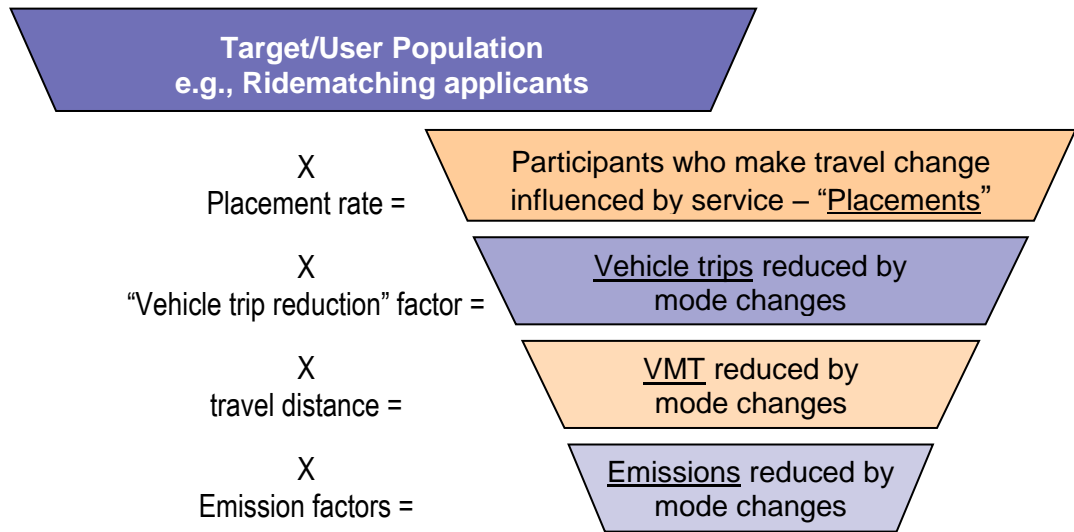 Target/User Population
e.g., Ridematching applicants
X
Placement rate =
Participants who make travel change
influenced by service – “Placements”
X
“Vehicle trip reduction” factor =
Vehicle trips reduced by
mode changes
X
travel distance =
VMT reduced by
mode changes
X
Emission factors =
Emissions reduced by
mode changes